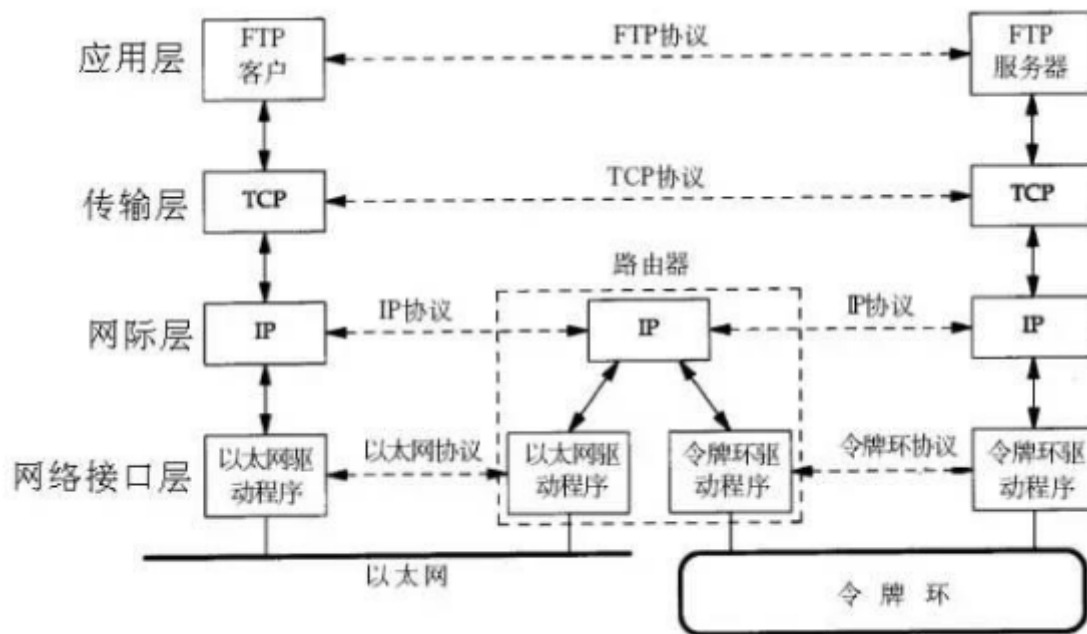 应用层
FTP
客户
FTP协议
FTP
服务器
传输层
TCP
TCP协议
TCP
路由器
网际层
IP
IP协议
IP
IP协议
IP
网络接口层
以太网驱
动程序
以太网协议
以太网驱
动程序
令牌环驱
动程序
令牌环协议
令牌环驱
动程序
以太网
令牌环